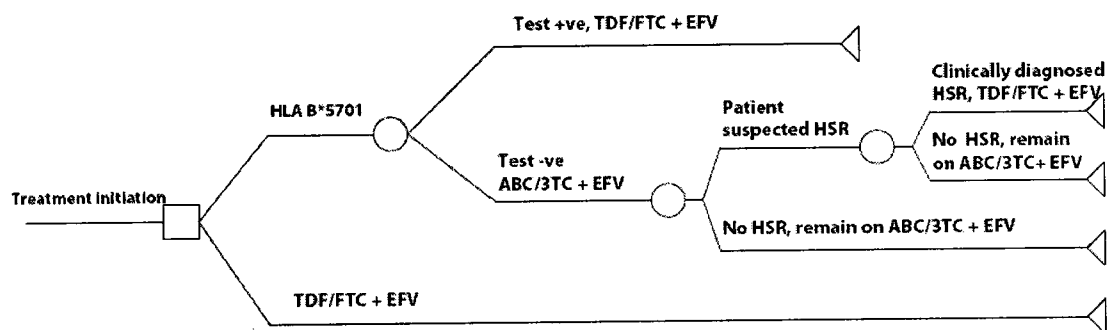 Test +ve, TDF/FTC + EFV
Clinically diagnosed
HSR, TDF/FTC + EFV
HLA B*5701
Patient
suspected HSR
No HSR, remain
on ABC/3TC+ EFV
Test -ve
ABC/3TC + EFV
Treatment initiation
No HSR, remain on ABC/3TC + EFV
TDF/FTC + EFV